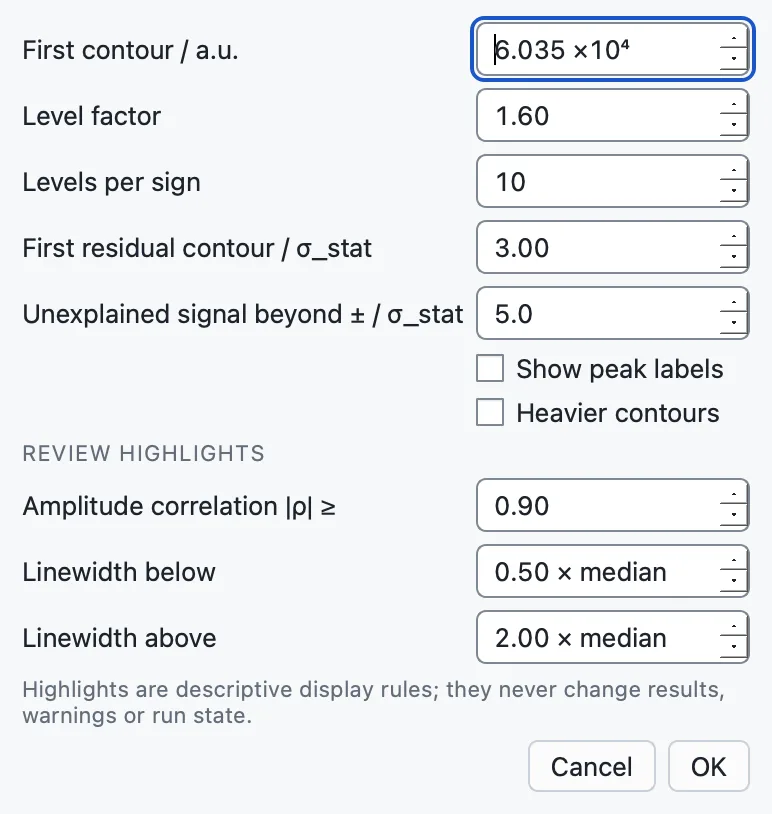 First contour / a.u. 6.035 ×10⁴
Level factor 1.60
Levels per sign 10
First residual contour / σ_stat 3.00
Unexplained signal beyond ± / σ_stat 5.0
Show peak labels
Heavier contours
REVIEW HIGHLIGHTS
Amplitude correlation |ρ| ≥ 0.90
Linewidth below 0.50 × median
Linewidth above 2.00 × median
Highlights are descriptive display rules; they never change results,
warnings or run state.
Cancel OK